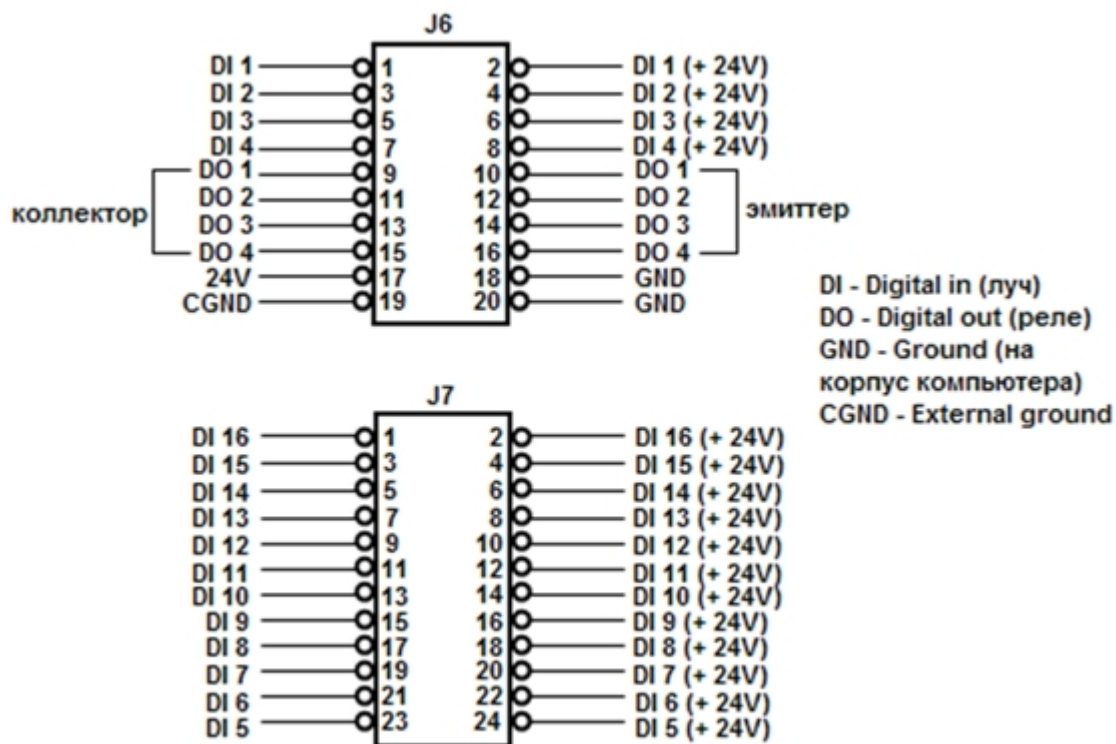 J6
DI 1 1 2 DI 1 (+ 24V)
DI 2 3 4 DI 2 (+ 24V)
DI 3 5 6 DI 3 (+ 24V)
DI 4 7 8 DI 4 (+ 24V)
DO 1 9 10 DO 1
DO 2 11 12 DO 2
коллектор эмиттер
DO 3 13 14 DO 3
DO 4 15 16 DO 4
24V 17 18 GND
CGND 19 20 GND
DI - Digital in (луч)
DO - Digital out (реле)
GND - Ground (на
корпус компьютера)
CGND - External ground
J7
DI 16 1 2 DI 16 (+ 24V)
DI 15 3 4 DI 15 (+ 24V)
DI 14 5 6 DI 14 (+ 24V)
DI 13 7 8 DI 13 (+ 24V)
DI 12 9 10 DI 12 (+ 24V)
DI 11 11 12 DI 11 (+ 24V)
DI 10 13 14 DI 10 (+ 24V)
DI 9 15 16 DI 9 (+ 24V)
DI 8 17 18 DI 8 (+ 24V)
DI 7 19 20 DI 7 (+ 24V)
DI 6 21 22 DI 6 (+ 24V)
DI 5 23 24 DI 5 (+ 24V)